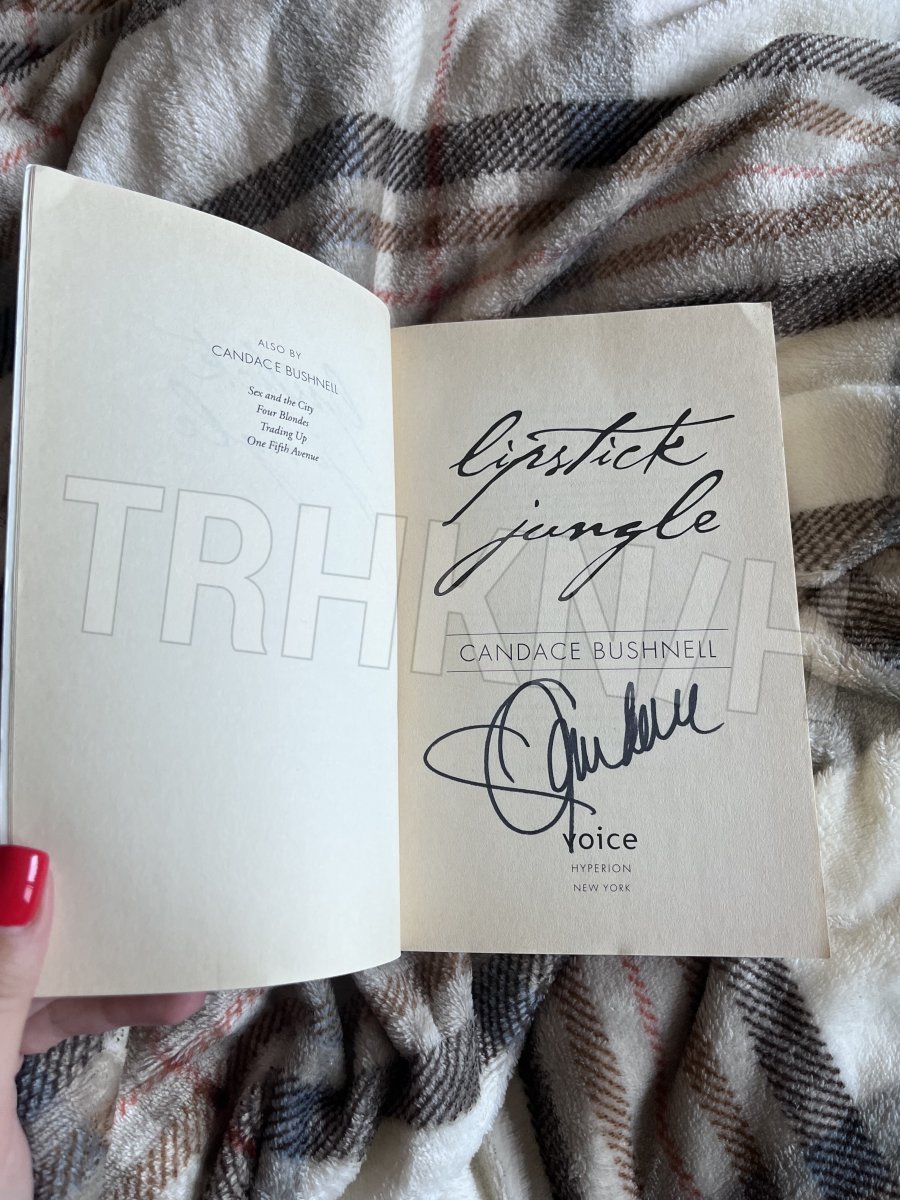 ALSO BY
CANDACE BUSHNELL
Sex and the City
Four Blondes
Trading Up
One Fifth Avenue
lipstick
jungle
CANDACE BUSHNELL
Candace
voice
HYPERION
NEW YORK